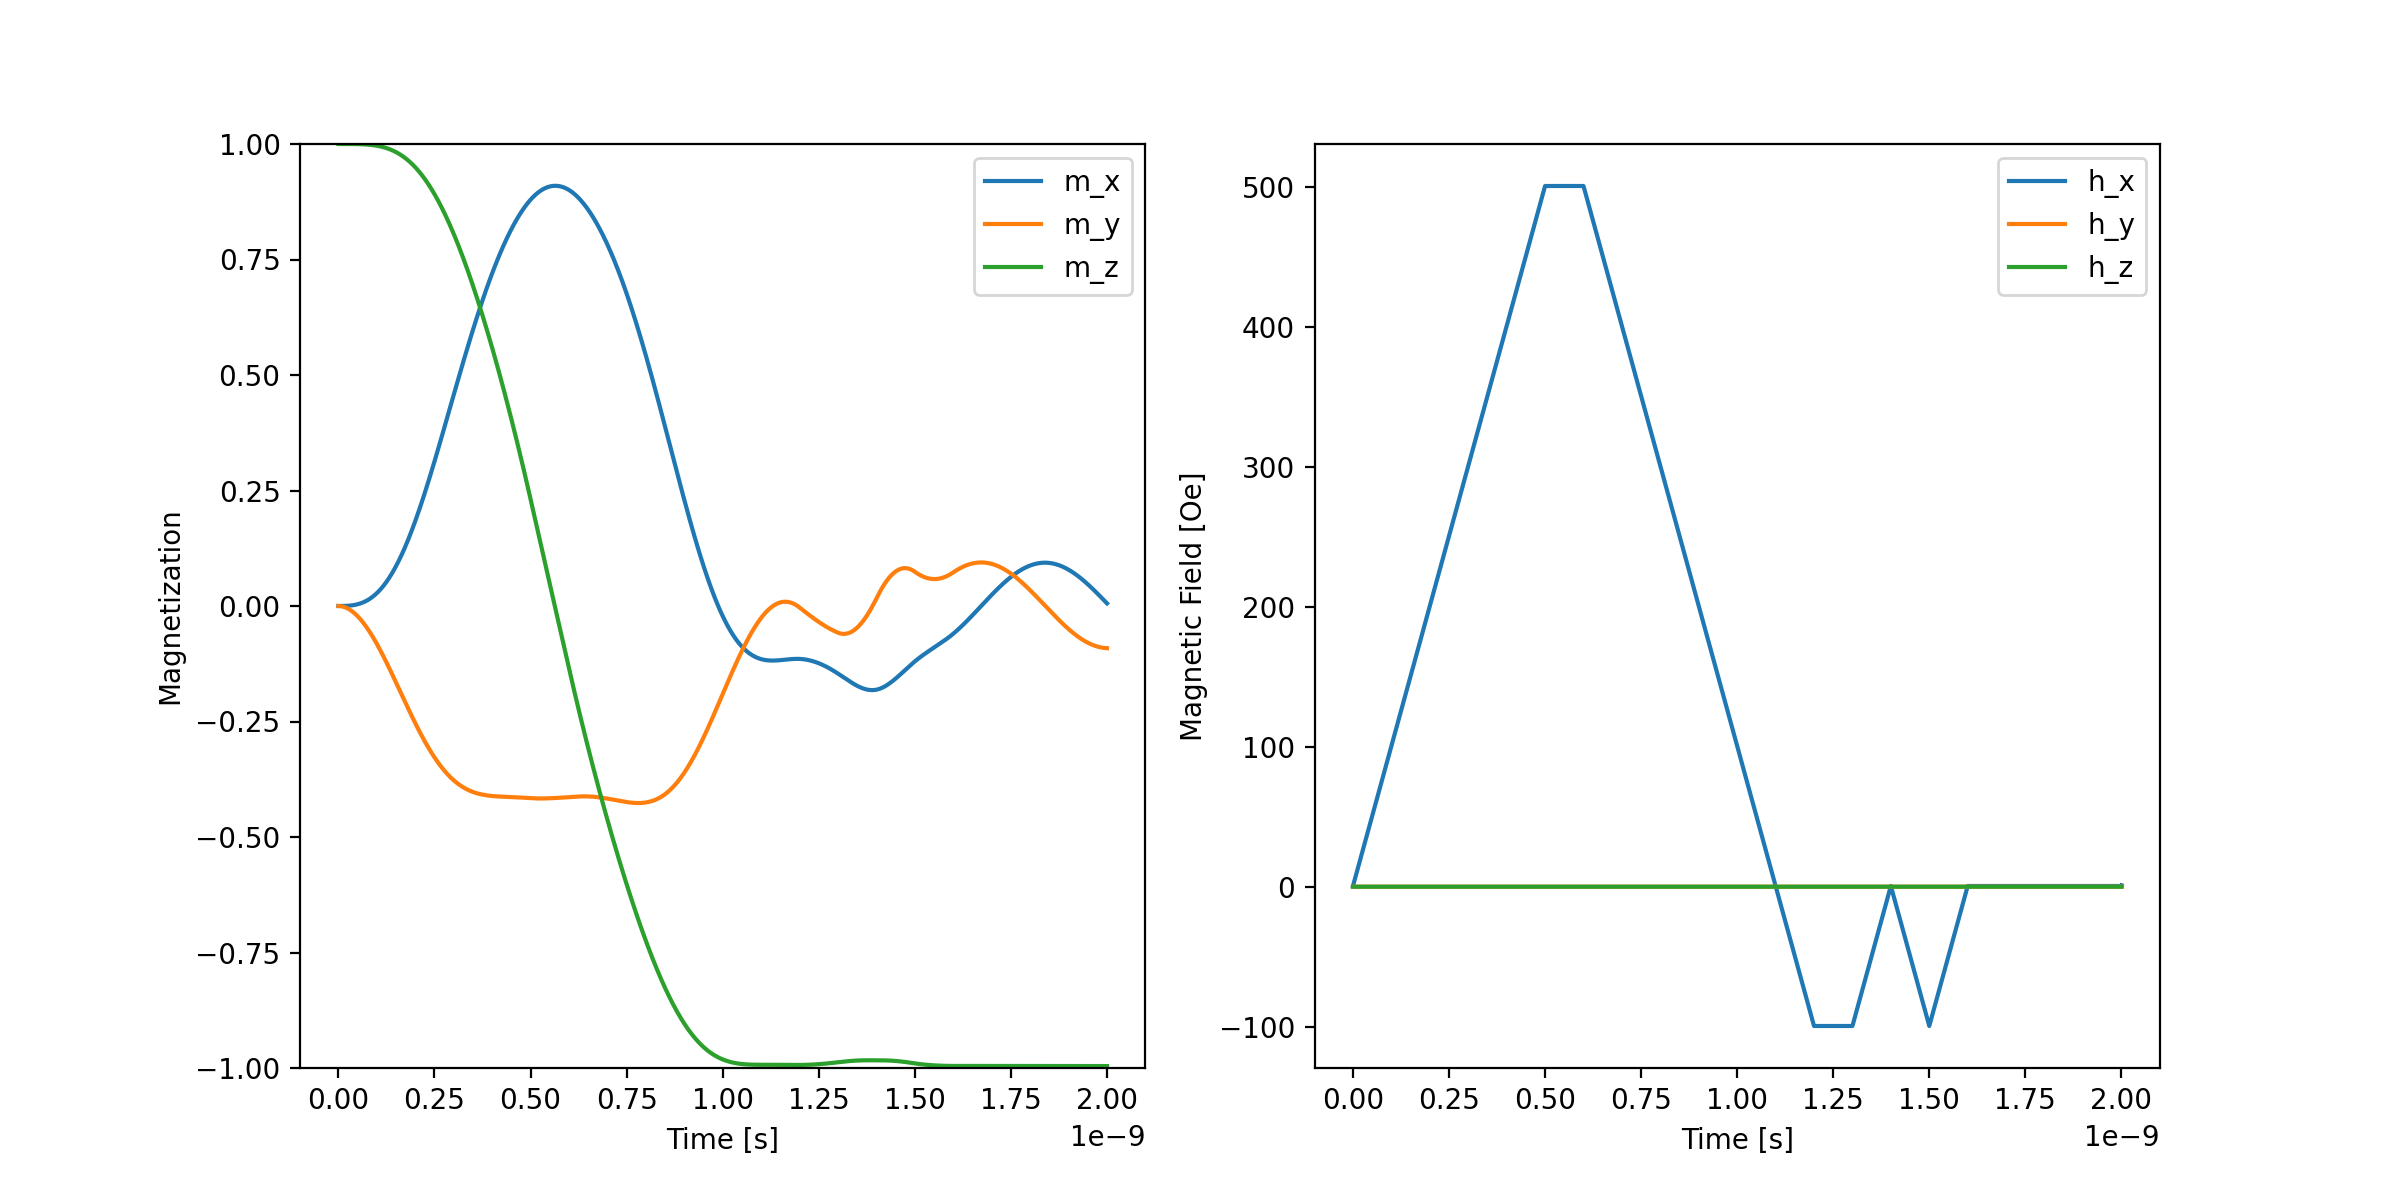 1.00
0.75
0.50
0.25
0.00
−0.25
−0.50
−0.75
−1.00
Magnetization
0.00 0.25 0.50 0.75 1.00 1.25 1.50 1.75 2.00
1e−9
Time [s]
m_x
m_y
m_z
500
400
300
200
100
0
−100
Magnetic Field [Oe]
0.00 0.25 0.50 0.75 1.00 1.25 1.50 1.75 2.00
1e−9
Time [s]
h_x
h_y
h_z